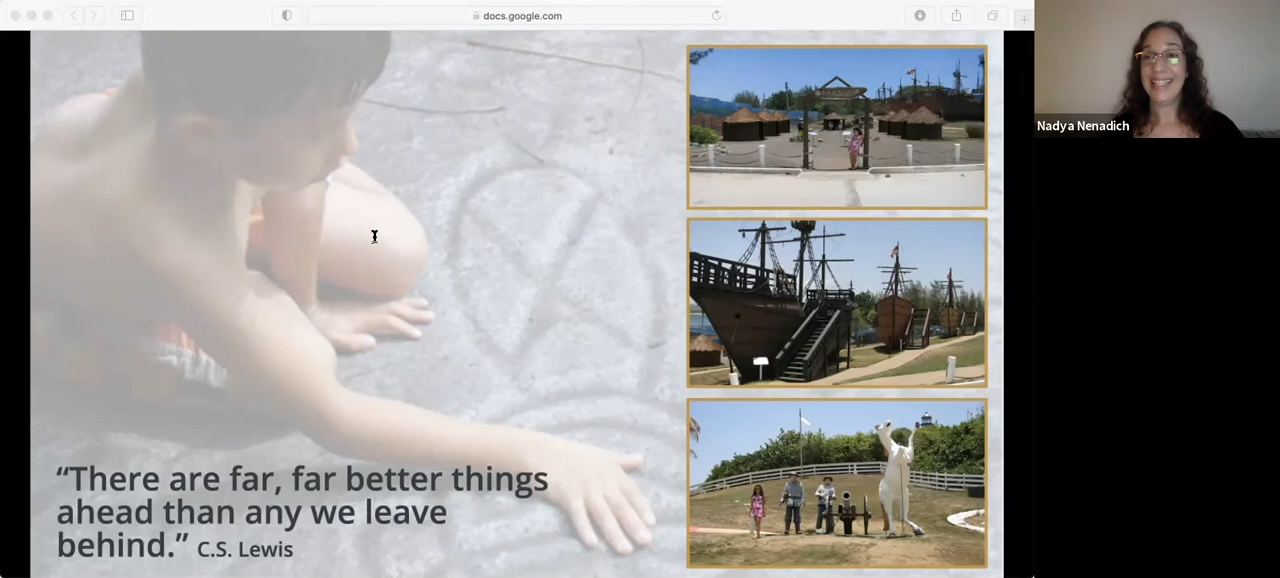 docs.google.com
Nadya Nenadich
“There are far, far better things
ahead than any we leave
behind.” C.S. Lewis